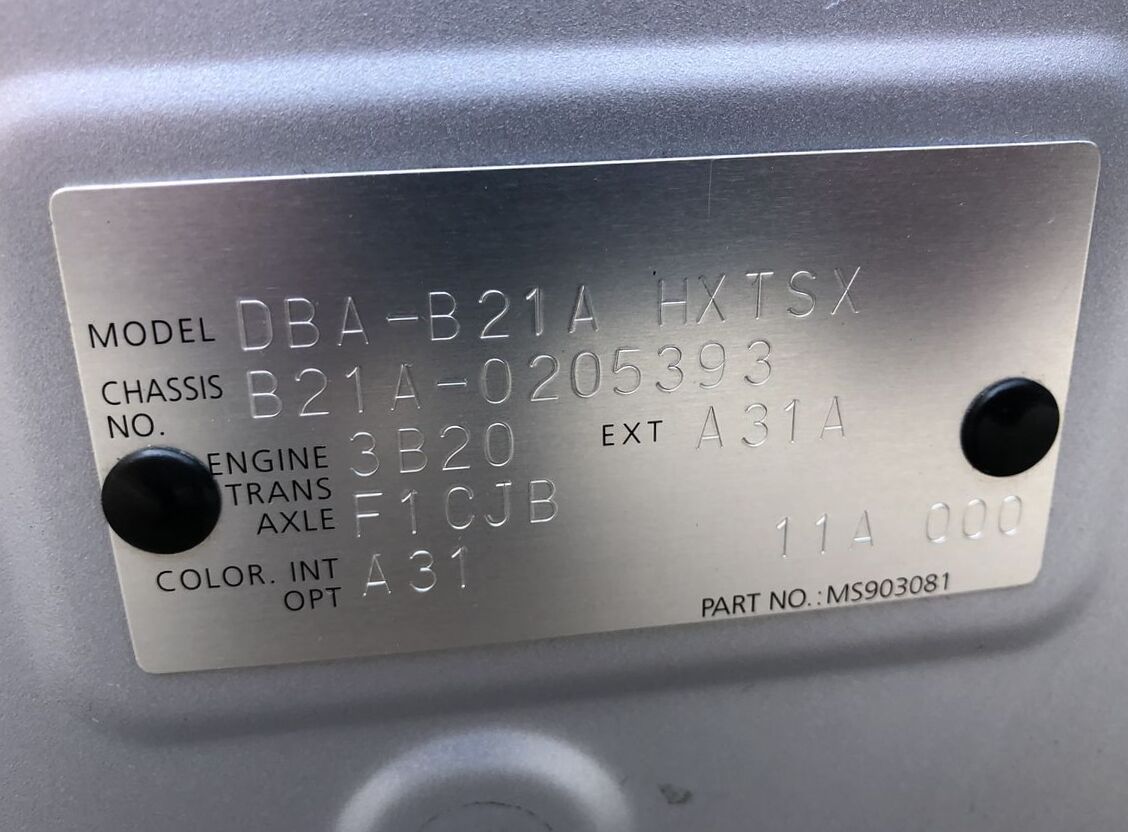 MODEL DBA-B21A HXTSX
CHASSIS NO. B21A-0205393
ENGINE 3B20 EXT A31A
TRANS AXLE F1CJB
COLOR. INT OPT A31 11A 000
PART NO.:MS903081